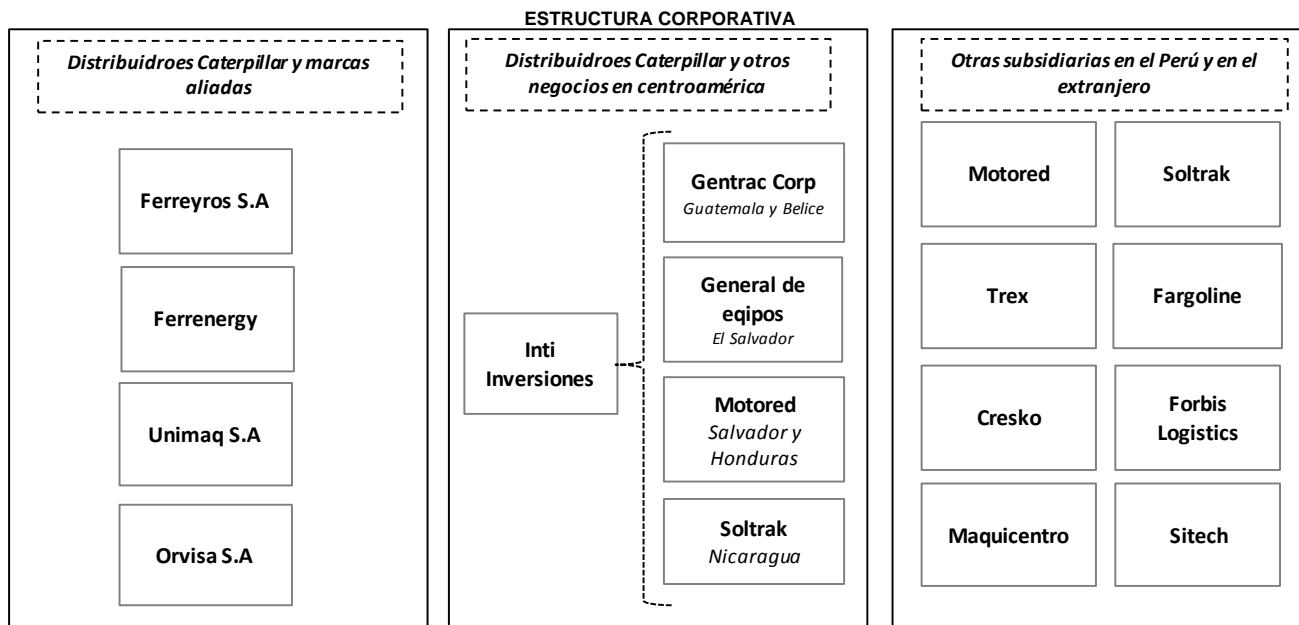 ESTRUCTURA CORPORATIVA
Distribuidroes Caterpillar y marcas
aliadas
Ferreyros S.A
Ferrenergy
Unimaq S.A
Orvisa S.A
Distribuidroes Caterpillar y otros
negocios en centroamérica
Inti
Inversiones
Gentrac Corp
Guatemala y Belice
General de
eqipos
El Salvador
Motored
Salvador y
Honduras
Soltrak
Nicaragua
Otras subsidiarias en el Perú y en el
extranjero
Motored
Soltrak
Trex
Fargoline
Cresko
Forbis
Logistics
Maquicentro
Sitech